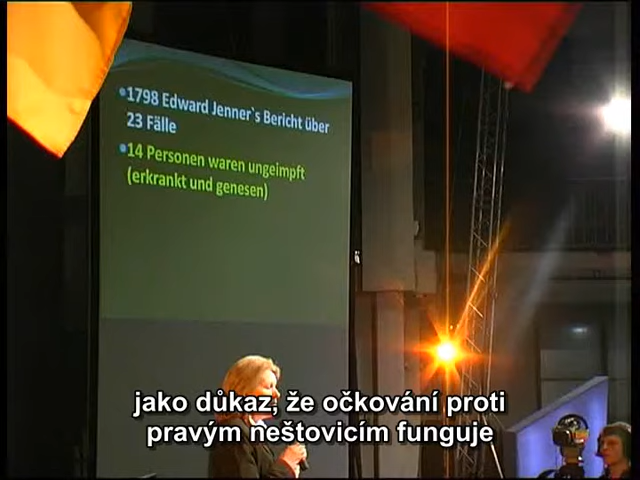 •1798 Edward Jenner`s Bericht über
23 Fälle
•14 Personen waren ungeimpft
(erkrankt und genesen)
jako důkaz, že očkování proti
pravým neštovicím funguje